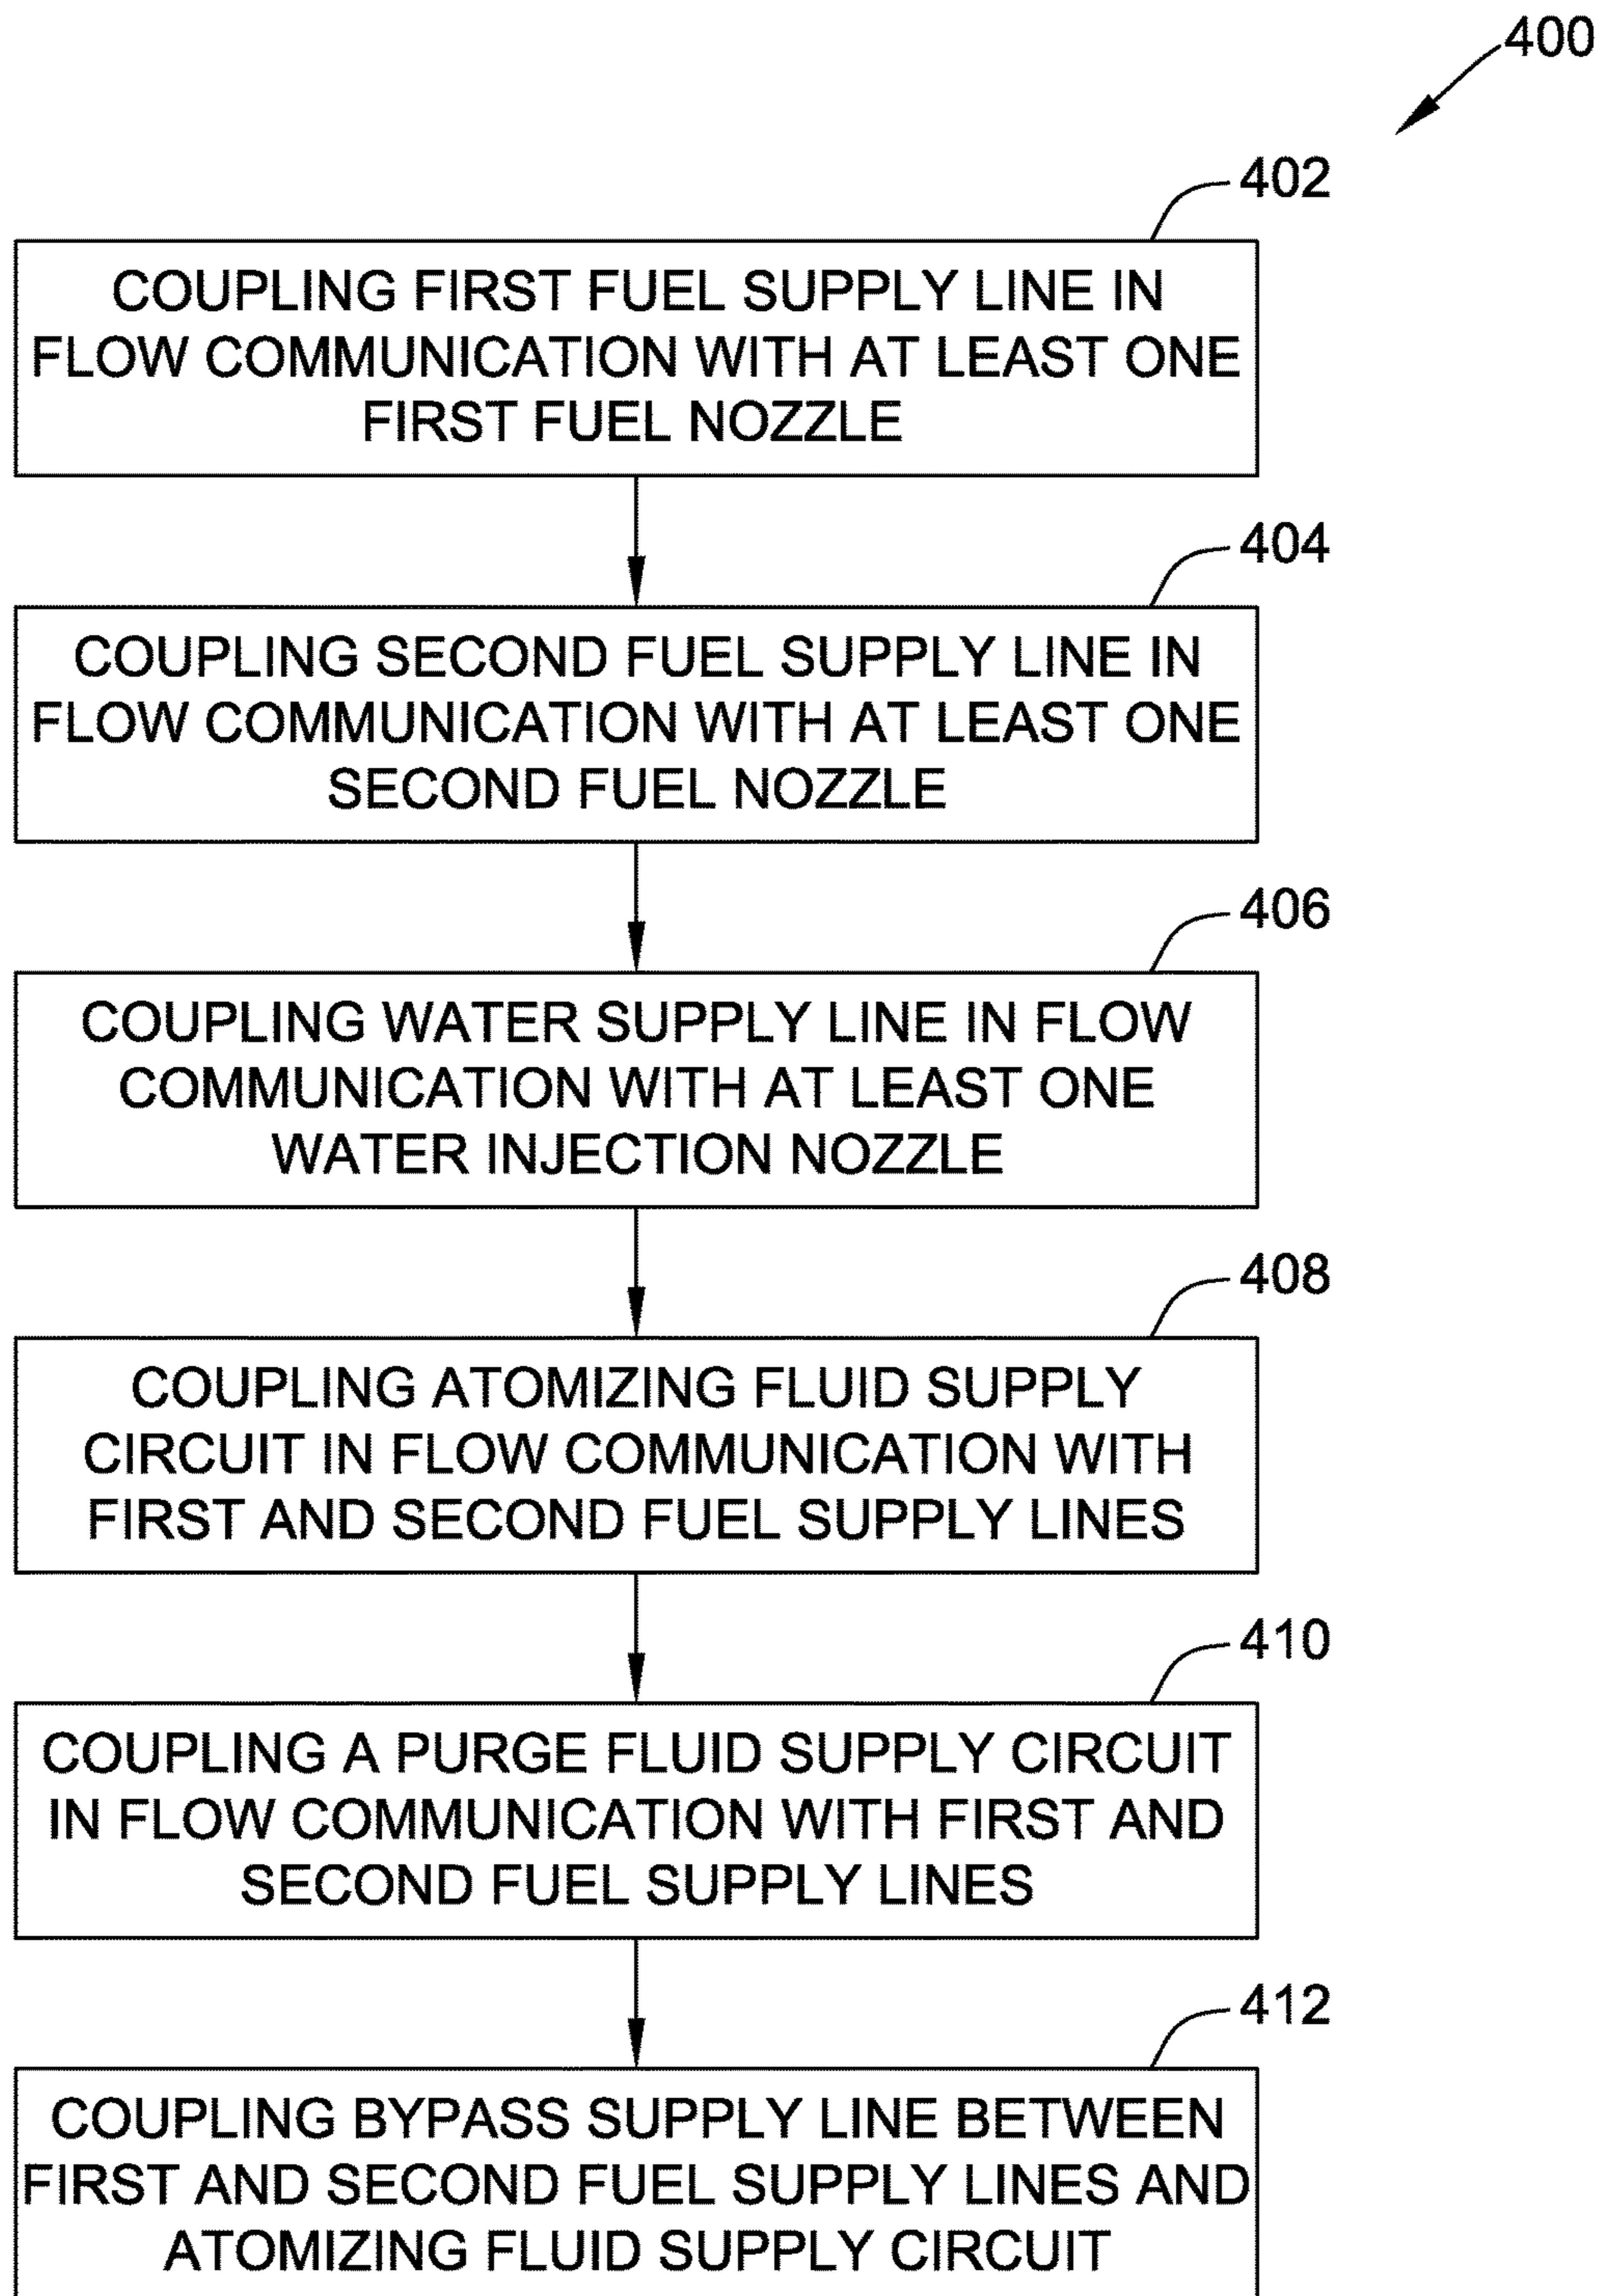 400
402
COUPLING FIRST FUEL SUPPLY LINE IN
FLOW COMMUNICATION WITH AT LEAST ONE
FIRST FUEL NOZZLE
404
COUPLING SECOND FUEL SUPPLY LINE IN
FLOW COMMUNICATION WITH AT LEAST ONE
SECOND FUEL NOZZLE
406
COUPLING WATER SUPPLY LINE IN FLOW
COMMUNICATION WITH AT LEAST ONE
WATER INJECTION NOZZLE
408
COUPLING ATOMIZING FLUID SUPPLY
CIRCUIT IN FLOW COMMUNICATION WITH
FIRST AND SECOND FUEL SUPPLY LINES
410
COUPLING A PURGE FLUID SUPPLY CIRCUIT
IN FLOW COMMUNICATION WITH FIRST AND
SECOND FUEL SUPPLY LINES
412
COUPLING BYPASS SUPPLY LINE BETWEEN
FIRST AND SECOND FUEL SUPPLY LINES AND
ATOMIZING FLUID SUPPLY CIRCUIT